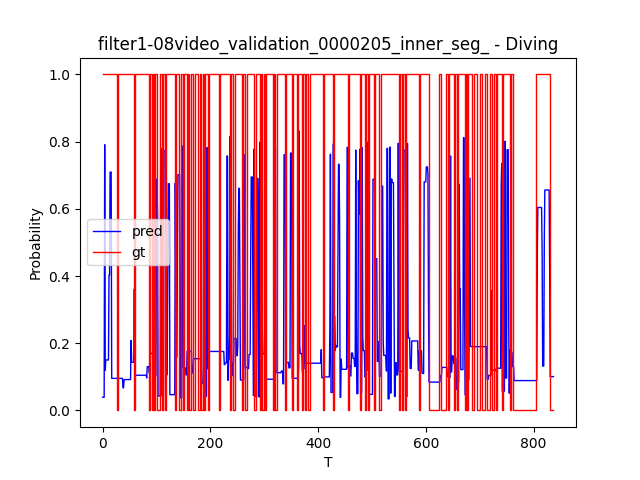 filter1-08video_validation_0000205_inner_seg_ - Diving
1.0
0.8
0.6
0.4
0.2
0.0
Probability
pred
gt
0
200
400
600
800
T